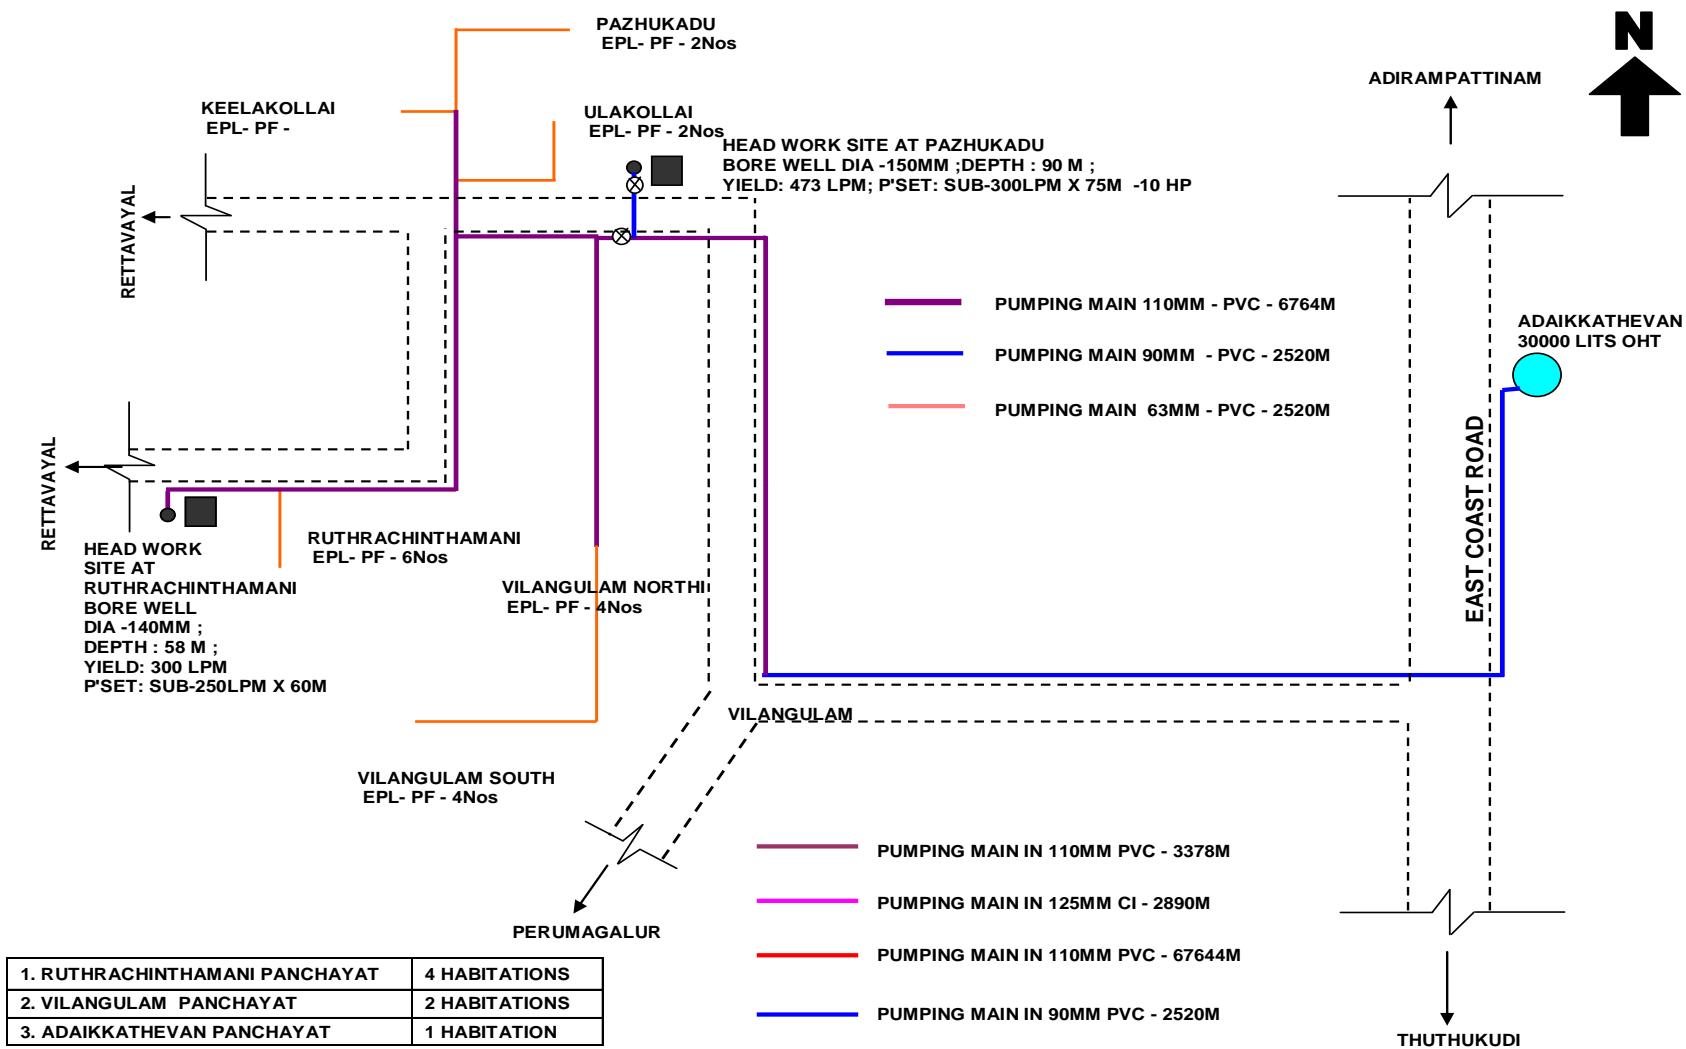 PAZHUKADU
EPL- PF - 2Nos
N
ADIRAMPATTINAM
KEELAKOLLAI
EPL- PF -
ULAKOLLAI
EPL- PF - 2Nos
HEAD WORK SITE AT PAZHUKADU
BORE WELL DIA -150MM ;DEPTH : 90 M ;
YIELD: 473 LPM; P'SET: SUB-300LPM X 75M -10 HP
RETTAVAYAL
PUMPING MAIN 110MM - PVC - 6764M
PUMPING MAIN 90MM - PVC - 2520M
PUMPING MAIN 63MM - PVC - 2520M
ADAIKKATHEVAN
30000 LITS OHT
EAST COAST ROAD
RETTAVAYAL
HEAD WORK
SITE AT
RUTHRACHINTHAMANI
BORE WELL
DIA -140MM ;
DEPTH : 58 M ;
YIELD: 300 LPM
P'SET: SUB-250LPM X 60M
RUTHRACHINTHAMANI
EPL- PF - 6Nos
VILANGULAM NORTHI
EPL- PF - 4Nos
VILANGULAM
VILANGULAM SOUTH
EPL- PF - 4Nos
PERUMAGALUR
PUMPING MAIN IN 110MM PVC - 3378M
PUMPING MAIN IN 125MM CI - 2890M
PUMPING MAIN IN 110MM PVC - 67644M
PUMPING MAIN IN 90MM PVC - 2520M
THUTHUKUDI
1. RUTHRACHINTHAMANI PANCHAYAT 4 HABITATIONS
2. VILANGULAM PANCHAYAT 2 HABITATIONS
3. ADAIKKATHEVAN PANCHAYAT 1 HABITATION